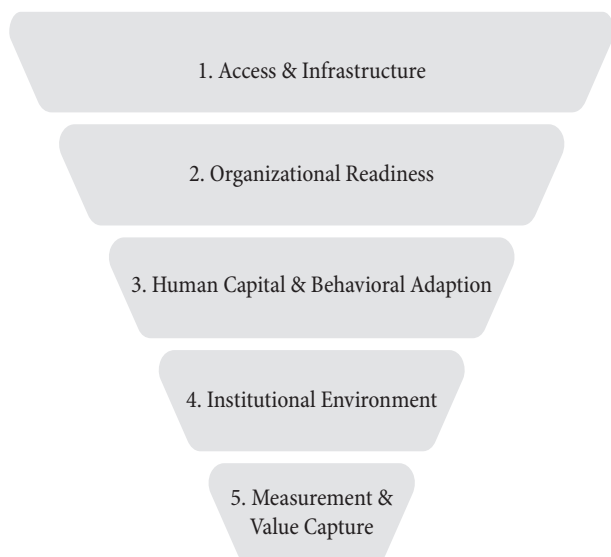 1. Access & Infrastructure
2. Organizational Readiness
3. Human Capital & Behavioral Adaption
4. Institutional Environment
5. Measurement &
Value Capture